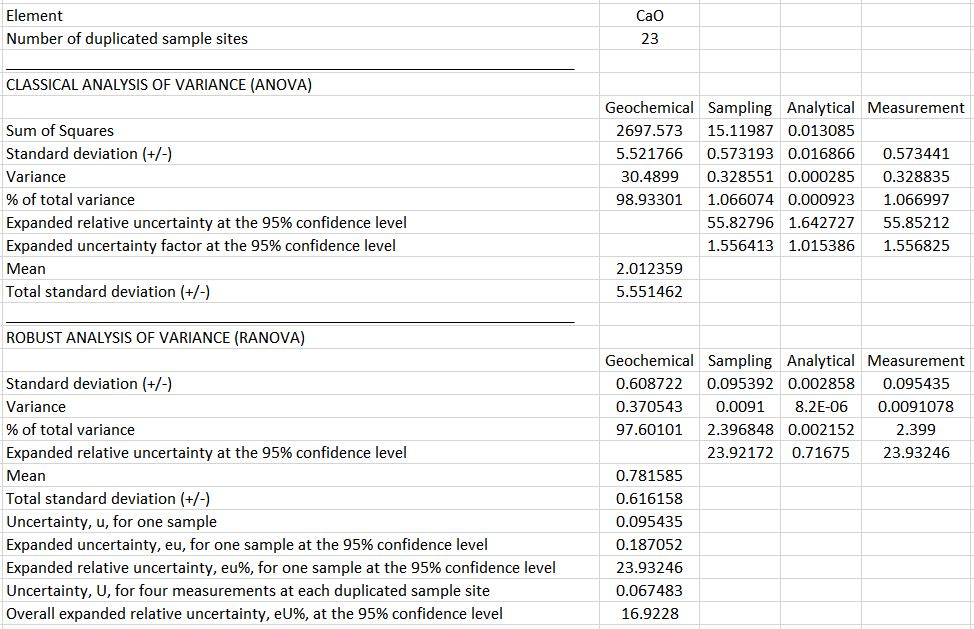 Element CaO
Number of duplicated sample sites 23
CLASSICAL ANALYSIS OF VARIANCE (ANOVA)
Geochemical Sampling Analytical Measurement
Sum of Squares 2697.573 15.11987 0.013085
Standard deviation (+/-) 5.521766 0.573193 0.016866 0.573441
Variance 30.4899 0.328551 0.000285 0.328835
% of total variance 98.93301 1.066074 0.000923 1.066997
Expanded relative uncertainty at the 95% confidence level 55.82796 1.642727 55.85212
Expanded uncertainty factor at the 95% confidence level 1.556413 1.015386 1.556825
Mean 2.012359
Total standard deviation (+/-) 5.551462
ROBUST ANALYSIS OF VARIANCE (RANOVA)
Geochemical Sampling Analytical Measurement
Standard deviation (+/-) 0.608722 0.095392 0.002858 0.095435
Variance 0.370543 0.0091 8.2E-06 0.0091078
% of total variance 97.60101 2.396848 0.002152 2.399
Expanded relative uncertainty at the 95% confidence level 23.92172 0.71675 23.93246
Mean 0.781585
Total standard deviation (+/-) 0.616158
Uncertainty, u, for one sample 0.095435
Expanded uncertainty, eu, for one sample at the 95% confidence level 0.187052
Expanded relative uncertainty, eu%, for one sample at the 95% confidence level 23.93246
Uncertainty, U, for four measurements at each duplicated sample site 0.067483
Overall expanded relative uncertainty, eU%, at the 95% confidence level 16.9228